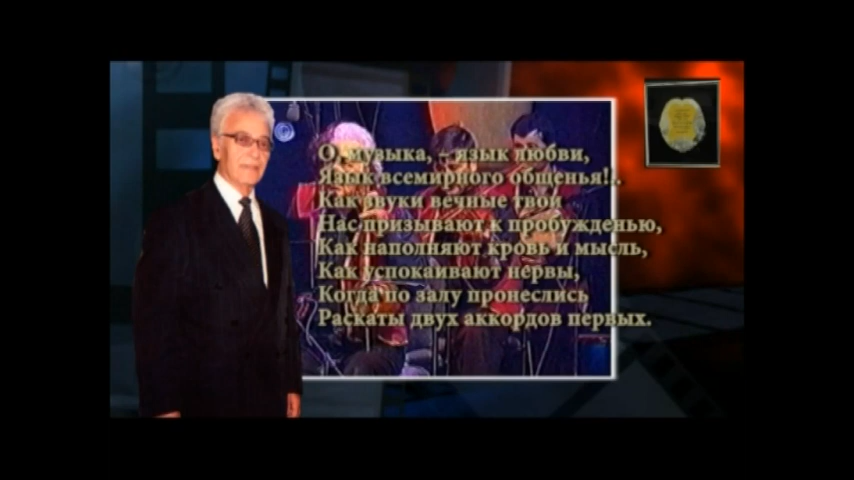 О, музыка, – язык любви,
Язык всемирного общенья!..
Как звуки вечные твои
Нас призывают к пробужденью,
Как наполняют кровь и мысль,
Как успокаивают нервы,
Когда по залу пронеслись
Раскаты двух аккордов первых.